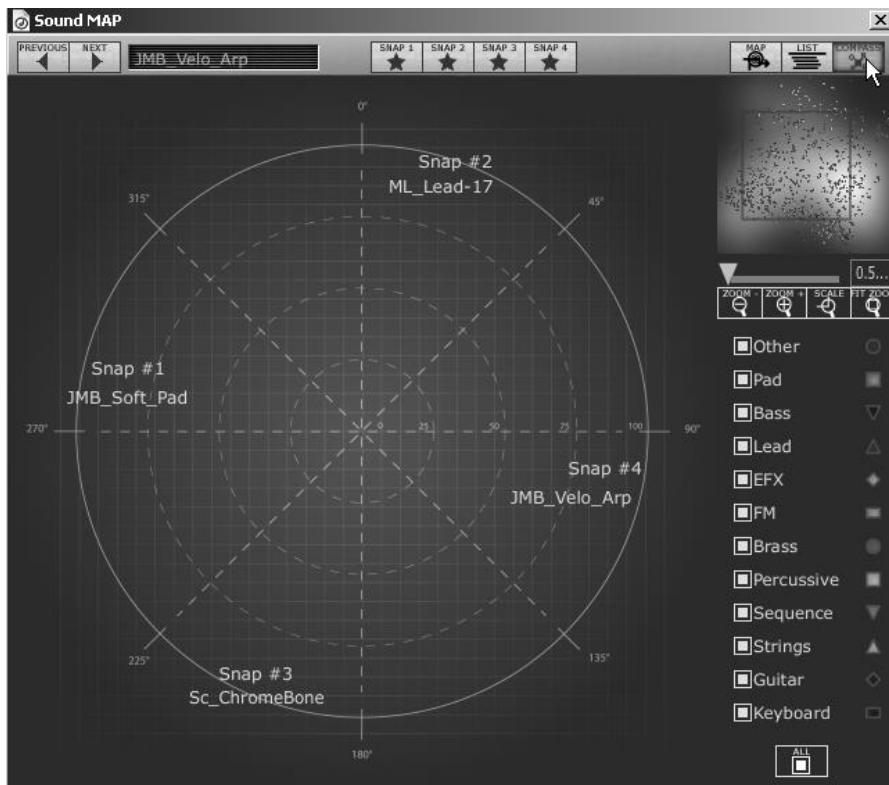 Sound MAP
PREVIOUS NEXT
JMB_Velo_Arp
SNAP 1 SNAP 2 SNAP 3 SNAP 4
MAP LIST COMPASS
0°
Snap #2
ML_Lead-17
315°
45°
Snap #1
JMB_Soft_Pad
270°
0 25 50 75 100
90°
Snap #4
JMB_Velo_Arp
225°
135°
Snap #3
Sc_ChromeBone
180°
0.5...
ZOOM - ZOOM + SCALE FIT ZOO
Other
Pad
Bass
Lead
EFX
FM
Brass
Percussive
Sequence
Strings
Guitar
Keyboard
ALL